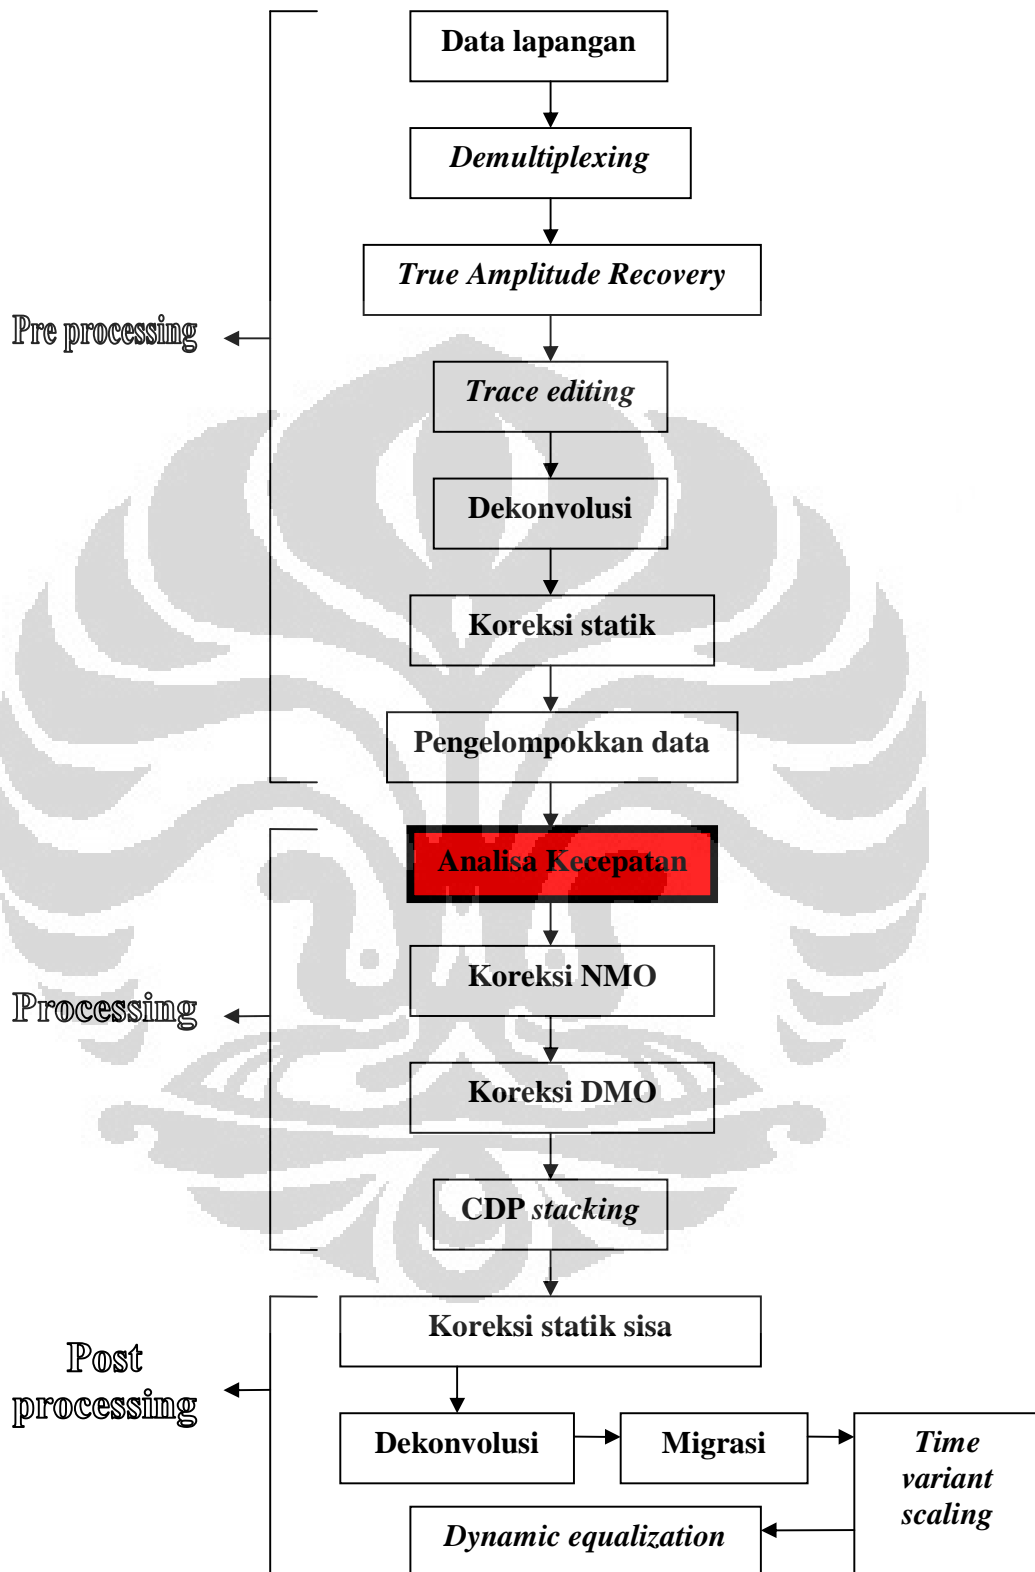 Data lapangan
Demultiplexing
True Amplitude Recovery
Pre processing
Trace editing
Dekonvolusi
Koreksi statik
Pengelompokkan data
Analisa Kecepatan
Koreksi NMO
Processing
Koreksi DMO
CDP stacking
Koreksi statik sisa
Post
processing
Dekonvolusi
Migrasi
Time
variant
scaling
Dynamic equalization